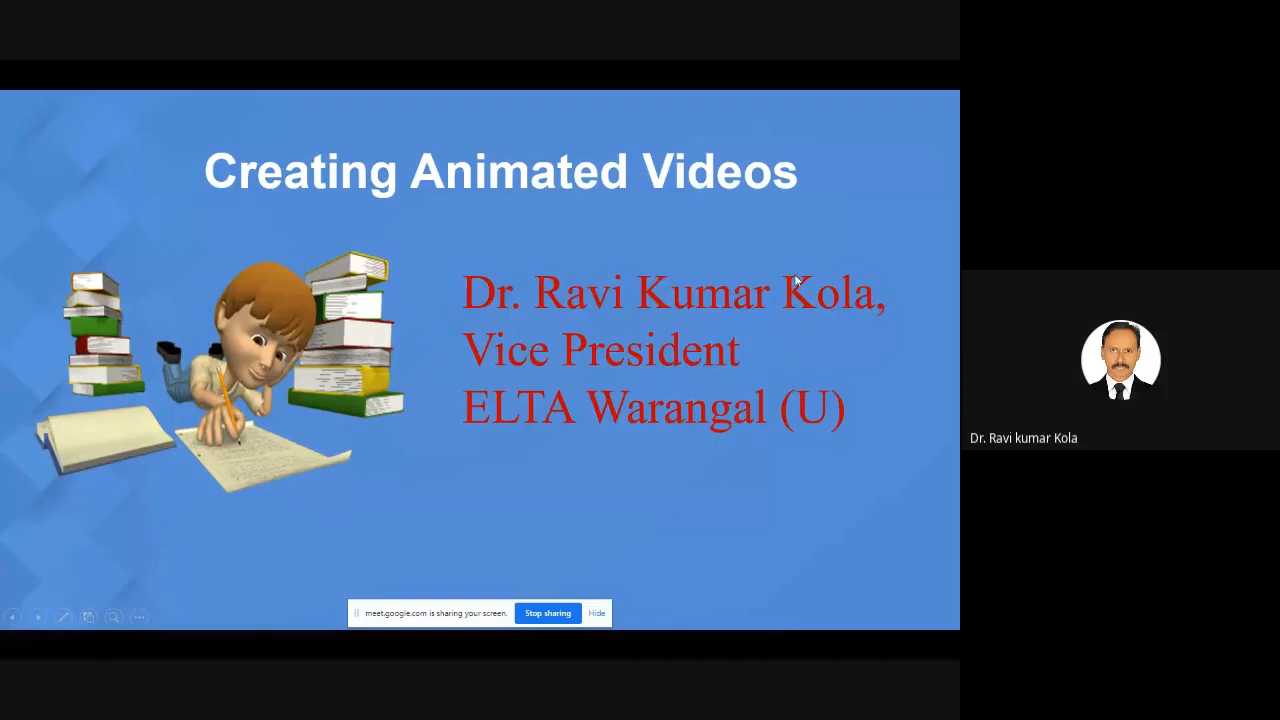 Creating Animated Videos
Dr. Ravi Kumar Kola,
Vice President
ELTA Warangal (U)
Dr. Ravi kumar Kola
meet.google.com is sharing your screen.
Stop sharing
Hide